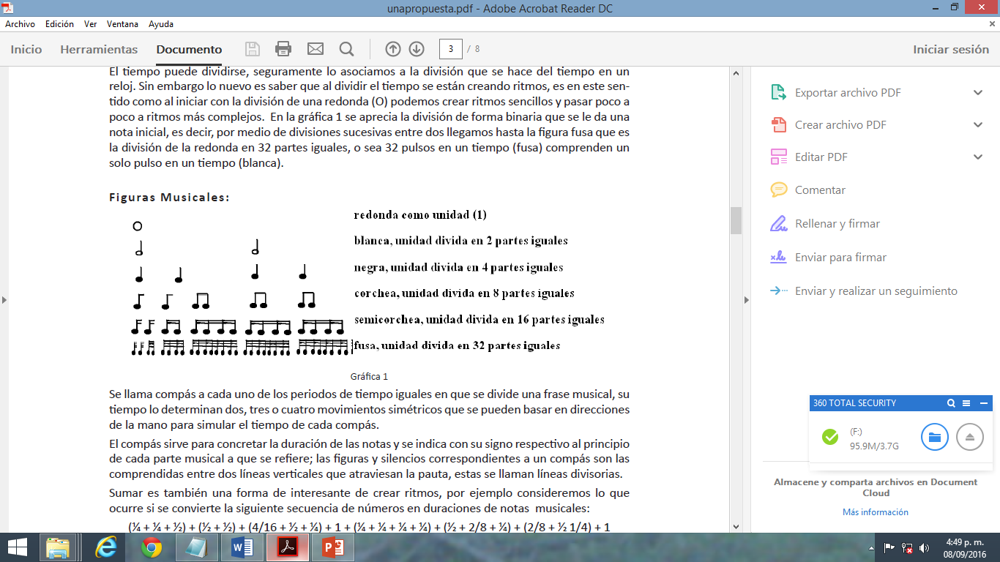 unapropuesta.pdf - Adobe Acrobat Reader DC
Archivo Edición Ver Ventana Ayuda
Inicio Herramientas Documento 3 / 8 Iniciar sesión
El tiempo puede dividirse, seguramente lo asociamos a la división que se hace del tiempo en un
reloj. Sin embargo lo nuevo es saber que al dividir el tiempo se están creando ritmos, es en este sen-
tido como al iniciar con la división de una redonda (O) podemos crear ritmos sencillos y pasar poco a
poco a ritmos más complejos. En la gráfica 1 se aprecia la división de forma binaria que se le da una
nota inicial, es decir, por medio de divisiones sucesivas entre dos llegamos hasta la figura fusa que es
la división de la redonda en 32 partes iguales, o sea 32 pulsos en un tiempo (fusa) comprenden un
solo pulso en un tiempo (blanca).
Figuras Musicales:
redonda como unidad (1)
blanca, unidad divida en 2 partes iguales
negra, unidad divida en 4 partes iguales
corchea, unidad divida en 8 partes iguales
semicorchea, unidad divida en 16 partes iguales
fusa, unidad divida en 32 partes iguales
Gráfica 1
Se llama compás a cada uno de los periodos de tiempo iguales en que se divide una frase musical, su
tiempo lo determinan dos, tres o cuatro movimientos simétricos que se pueden basar en direcciones
de la mano para simular el tiempo de cada compás.
El compás sirve para concretar la duración de las notas y se indica con su signo respectivo al principio
de cada parte musical a que se refiere; las figuras y silencios correspondientes a un compás son las
comprendidas entre dos líneas verticales que atraviesan la pauta, estas se llaman líneas divisorias.
Sumar es también una forma de interesante de crear ritmos, por ejemplo consideremos lo que
ocurre si se convierte la siguiente secuencia de números en duraciones de notas musicales:
(¼ + ¼ + ½) + (½ + ½) + (4/16 + ½ + ¼) + 1 + (¼ + ¼ + ¼ + ¼) + (½ + 2/8 + ¼) + (2/8 + ½ 1/4) + 1
Exportar archivo PDF
Crear archivo PDF
Editar PDF
Comentar
Rellenar y firmar
Enviar para firmar
Enviar y realizar un seguimiento
360 TOTAL SECURITY
(F:)
95.9M/3.7G
Almacene y comparta archivos en Document
Cloud
Más información
4:49 p. m.
08/09/2016